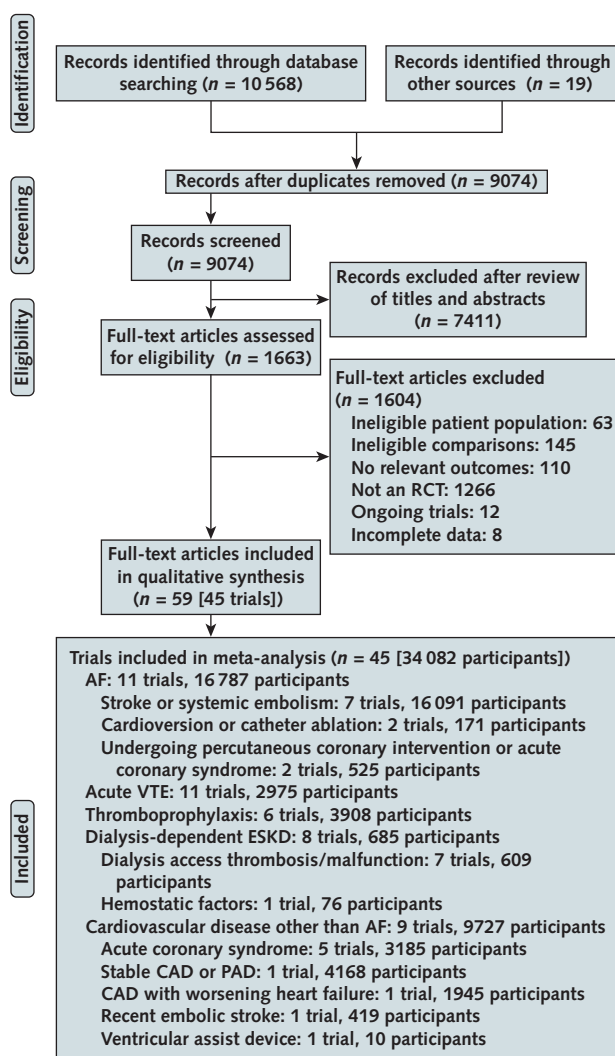 Identification
Records identified through database
searching (n = 10 568)
Records identified through
other sources (n = 19)
Records after duplicates removed (n = 9074)
Screening
Records screened
(n = 9074)
Records excluded after review
of titles and abstracts
(n = 7411)
Eligibility
Full-text articles assessed
for eligibility (n = 1663)
Full-text articles excluded
(n = 1604)
Ineligible patient population: 63
Ineligible comparisons: 145
No relevant outcomes: 110
Not an RCT: 1266
Ongoing trials: 12
Incomplete data: 8
Full-text articles included
in qualitative synthesis
(n = 59 [45 trials])
Included
Trials included in meta-analysis (n = 45 [34 082 participants])
AF: 11 trials, 16 787 participants
Stroke or systemic embolism: 7 trials, 16 091 participants
Cardioversion or catheter ablation: 2 trials, 171 participants
Undergoing percutaneous coronary intervention or acute
coronary syndrome: 2 trials, 525 participants
Acute VTE: 11 trials, 2975 participants
Thromboprophylaxis: 6 trials, 3908 participants
Dialysis-dependent ESKD: 8 trials, 685 participants
Dialysis access thrombosis/malfunction: 7 trials, 609
participants
Hemostatic factors: 1 trial, 76 participants
Cardiovascular disease other than AF: 9 trials, 9727 participants
Acute coronary syndrome: 5 trials, 3185 participants
Stable CAD or PAD: 1 trial, 4168 participants
CAD with worsening heart failure: 1 trial, 1945 participants
Recent embolic stroke: 1 trial, 419 participants
Ventricular assist device: 1 trial, 10 participants